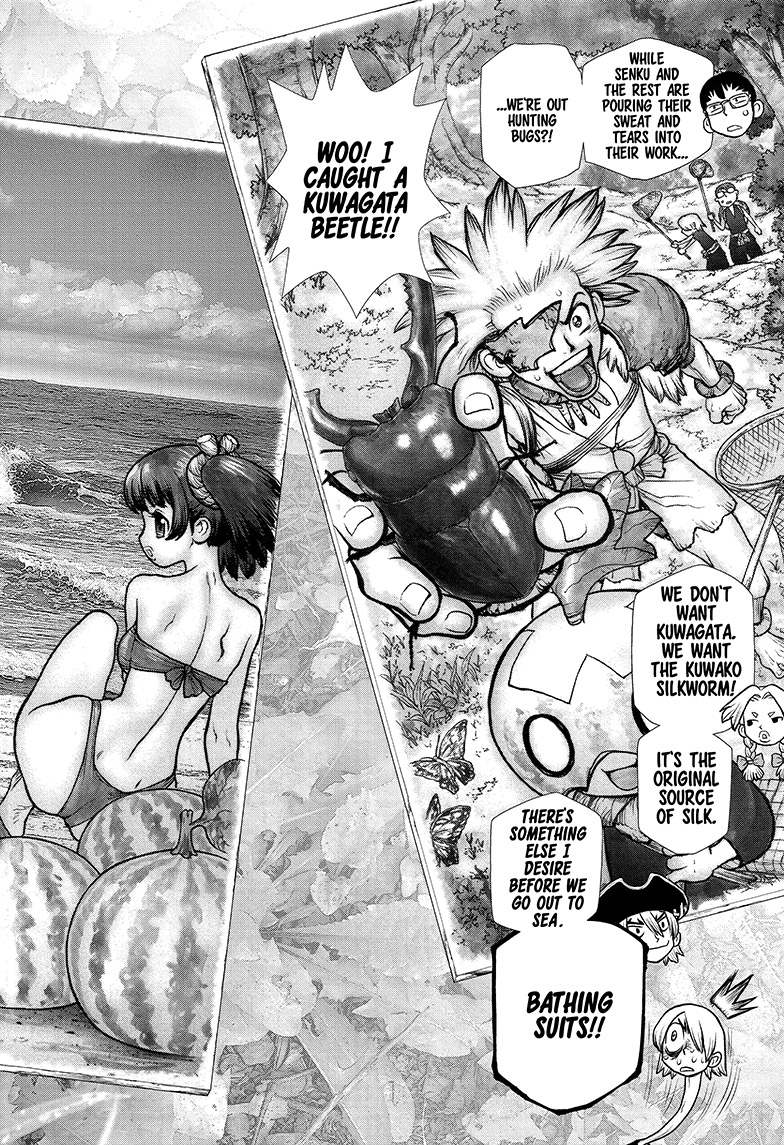 WHILE
SENKU AND
THE REST ARE
POURING THEIR
SWEAT AND
TEARS INTO
THEIR WORK...
...WE'RE OUT
HUNTING
BUGS?!
WOO! I
CAUGHT A
KUWAGATA
BEETLE!!
WE DON'T
WANT
KUWAGATA.
WE WANT
THE KUWAKO
SILKWORM!
IT'S THE
ORIGINAL
SOURCE
OF SILK.
THERE'S
SOMETHING
ELSE I
DESIRE
BEFORE WE
GO OUT TO
SEA.
BATHING
SUITS!!